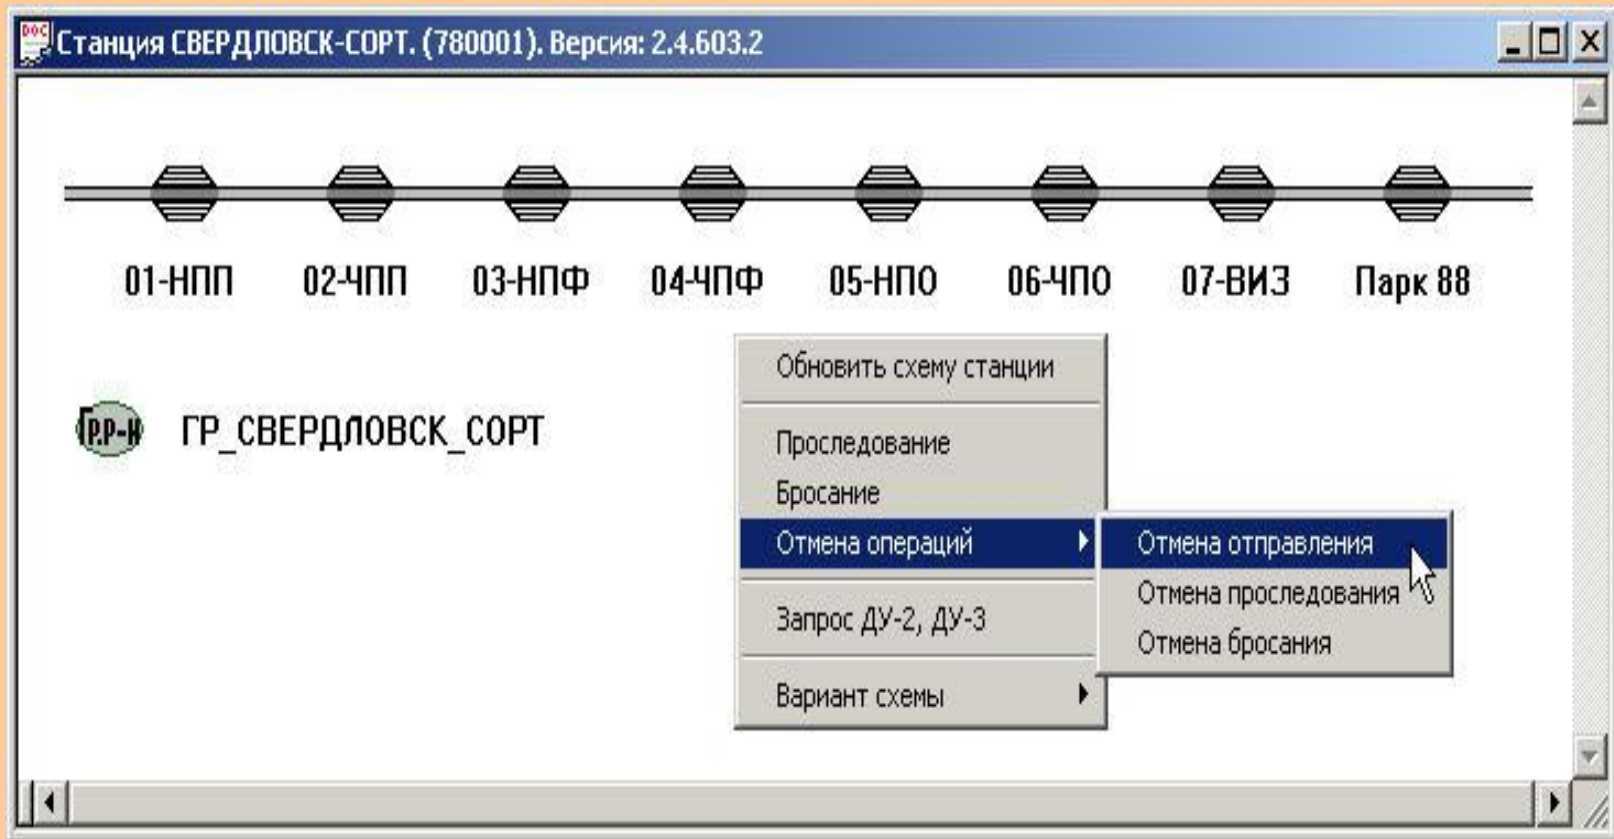 DOC
Станция СВЕРДЛОВСК-СОРТ. (780001). Версия: 2.4.603.2
01-НПП 02-ЧПП 03-НПФ 04-ЧПФ 05-НПО 06-ЧПО 07-ВИЗ Парк 88
Гр.Р-Н ГР_СВЕРДЛОВСК_СОРТ
Обновить схему станции
Проследование
Бросание
Отмена операций
Отмена отправления
Отмена проследования
Отмена бросания
Запрос ДУ-2, ДУ-3
Вариант схемы